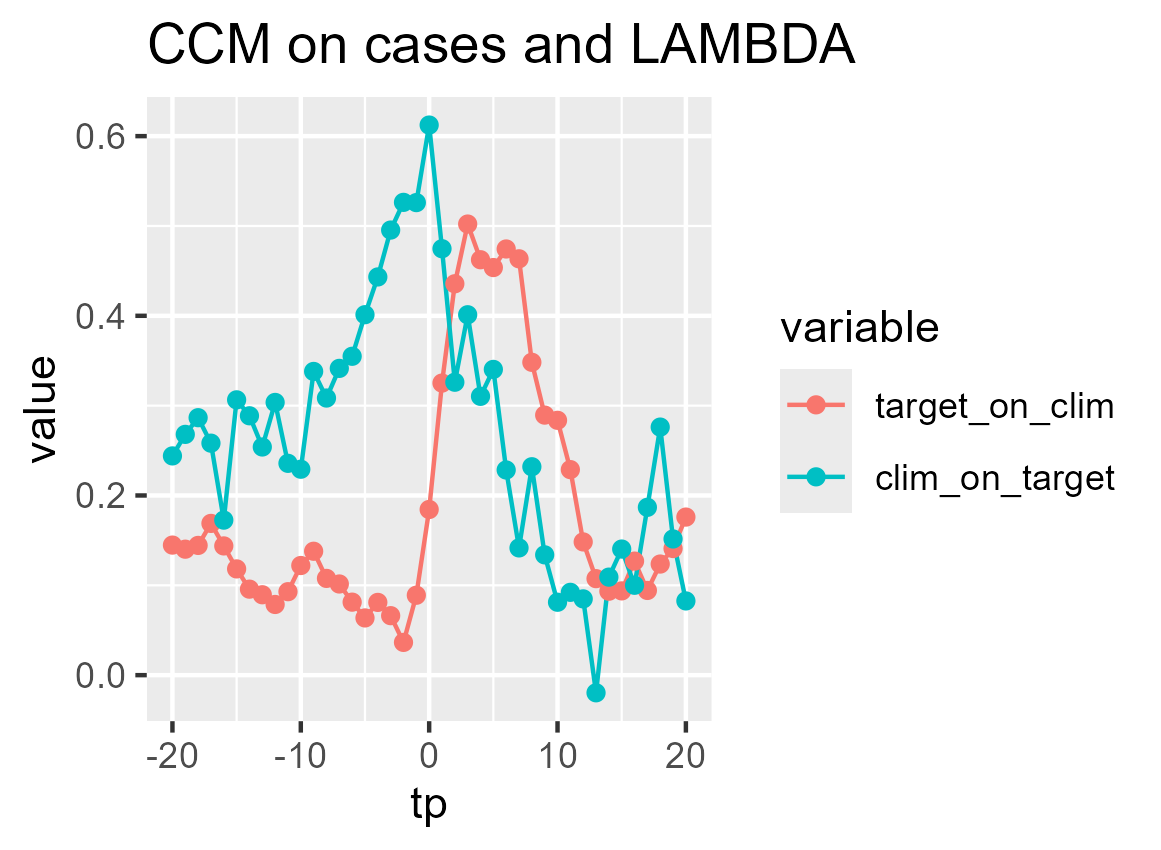 CCM on cases and LAMBDA
value
0.6
0.4
0.2
0.0
-20 -10 0 10 20
tp
variable
target_on_clim
clim_on_target